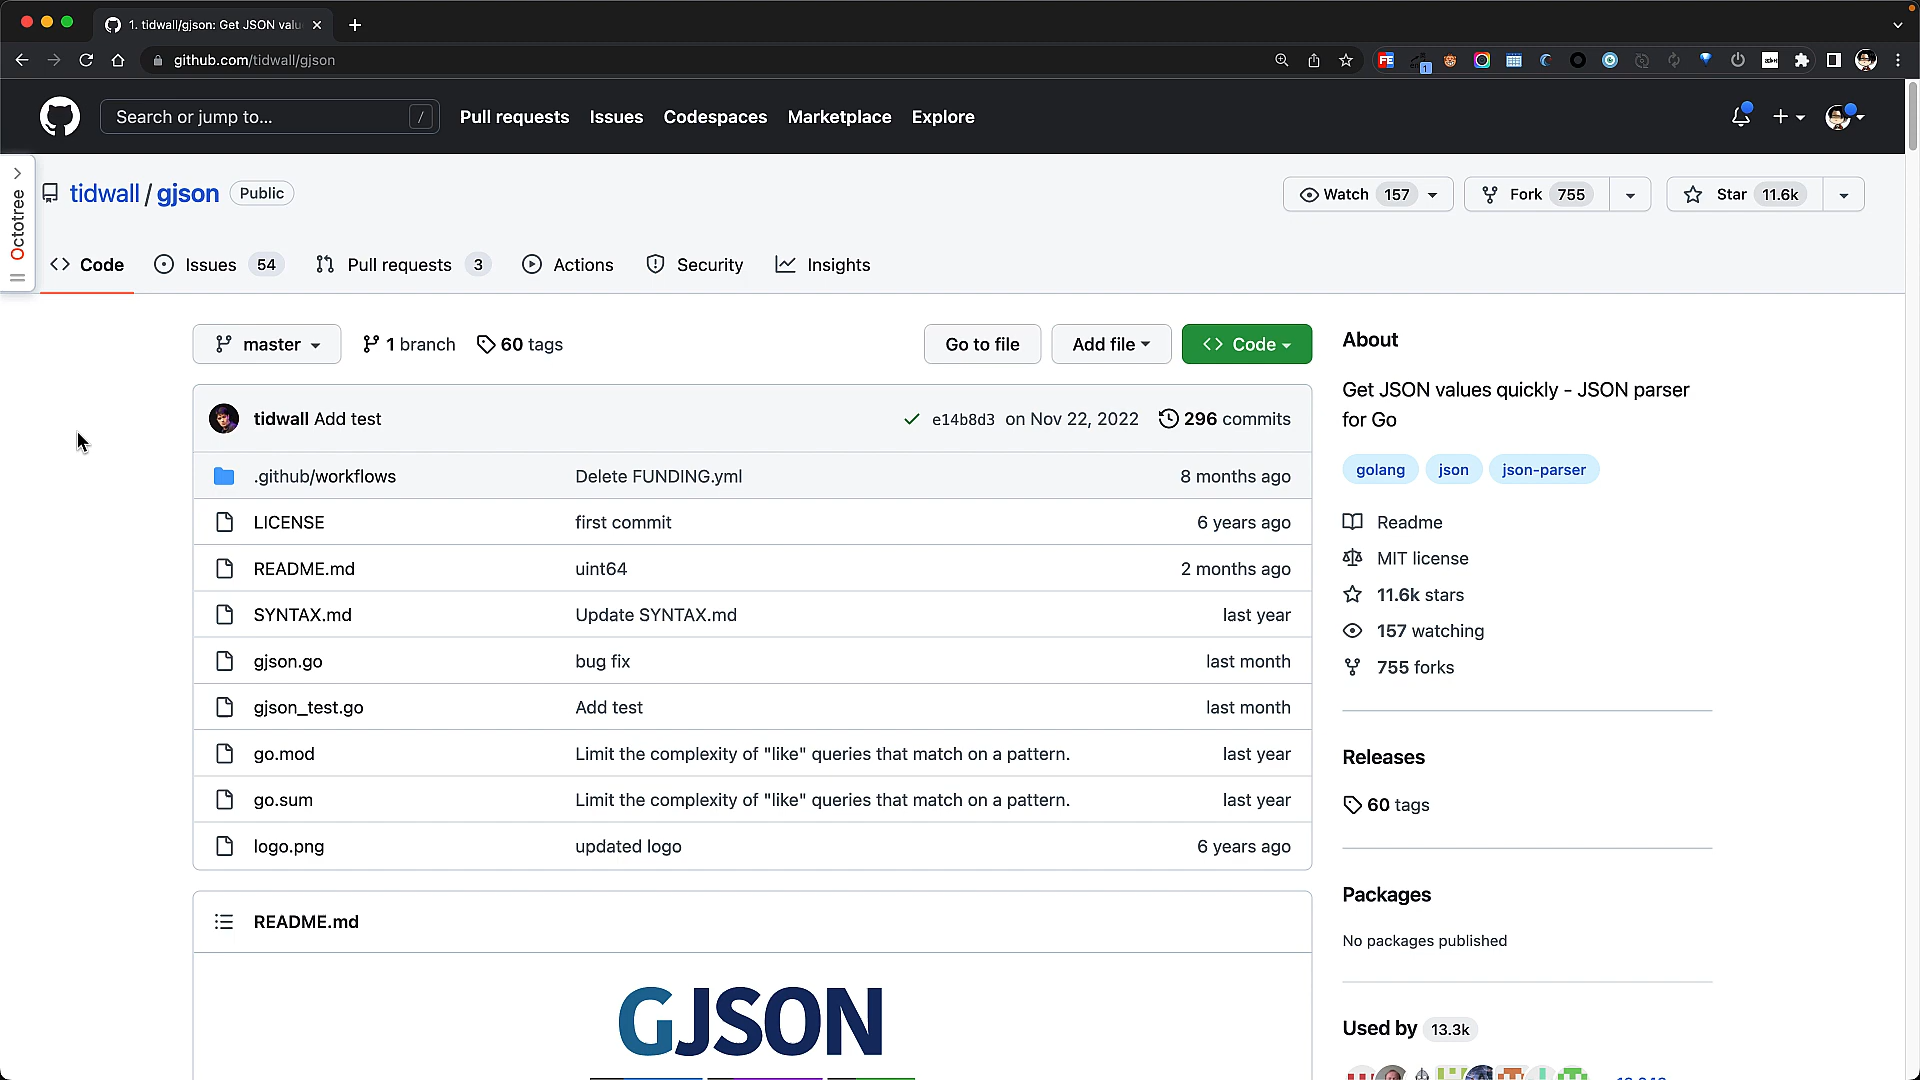 1. tidwall/gjson: Get JSON valu
github.com/tidwall/gjson
FE
1
Search or jump to... /
Pull requests Issues Codespaces Marketplace Explore
Octotree
tidwall / gjson Public
Watch 157 Fork 755 Star 11.6k
Code Issues 54 Pull requests 3 Actions Security Insights
master 1 branch 60 tags Go to file Add file Code
tidwall Add test e14b8d3 on Nov 22, 2022 296 commits
.github/workflows Delete FUNDING.yml 8 months ago
LICENSE first commit 6 years ago
README.md uint64 2 months ago
SYNTAX.md Update SYNTAX.md last year
gjson.go bug fix last month
gjson_test.go Add test last month
go.mod Limit the complexity of "like" queries that match on a pattern. last year
go.sum Limit the complexity of "like" queries that match on a pattern. last year
logo.png updated logo 6 years ago
README.md
GJSON
About
Get JSON values quickly - JSON parser
for Go
golang json json-parser
Readme
MIT license
11.6k stars
157 watching
755 forks
Releases
60 tags
Packages
No packages published
Used by 13.3k